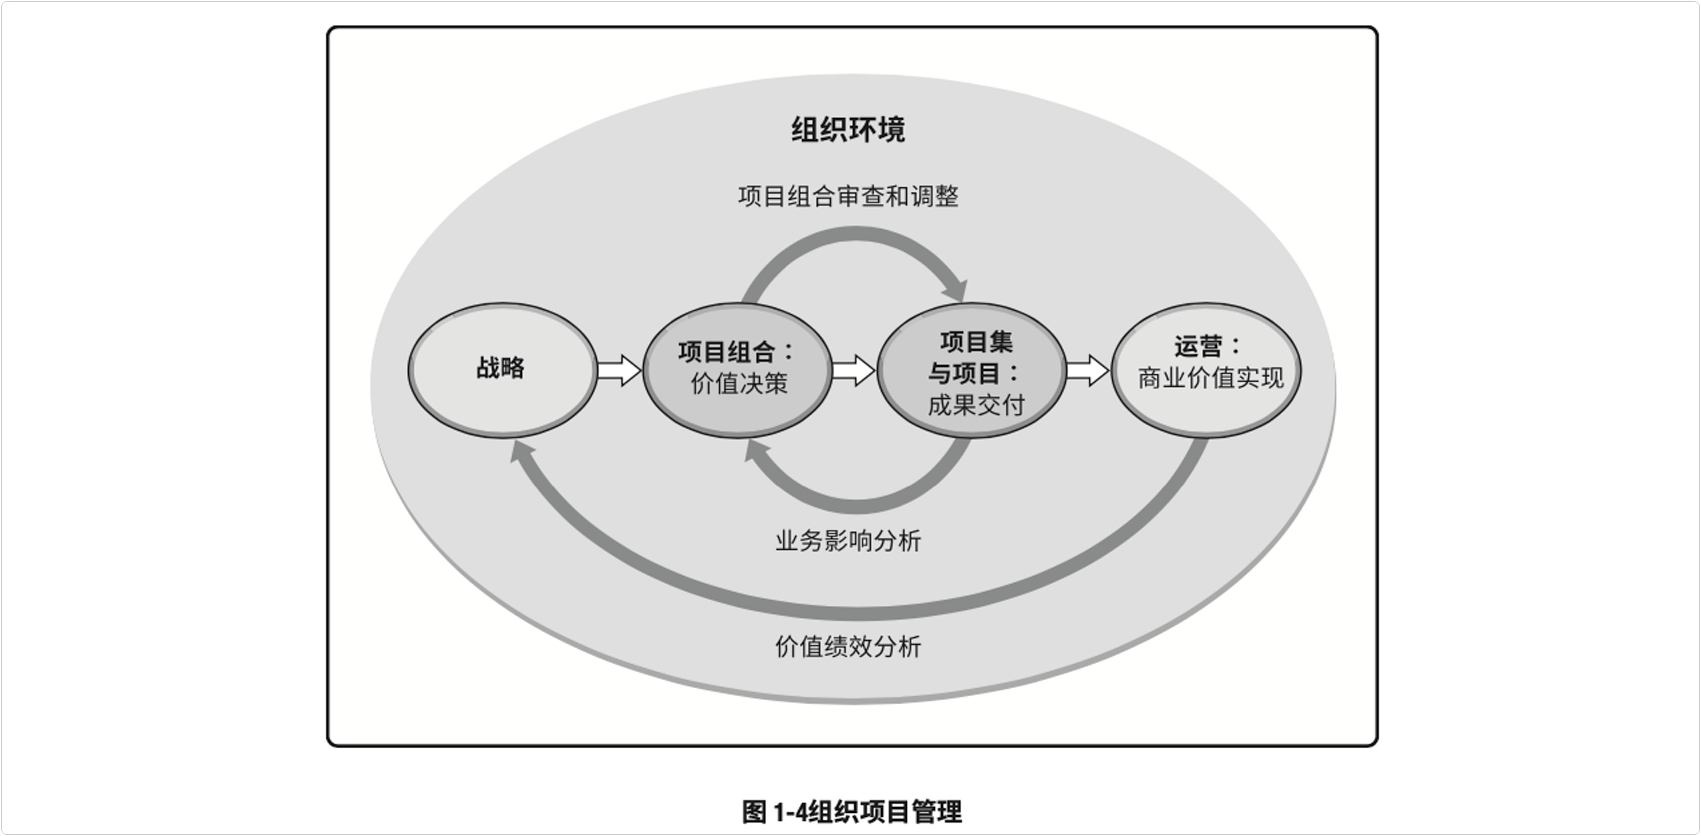 组织环境
项目组合审查和调整
战略
项目组合：
价值决策
项目集
与项目：
成果交付
运营：
商业价值实现
业务影响分析
价值绩效分析
图 1-4组织项目管理